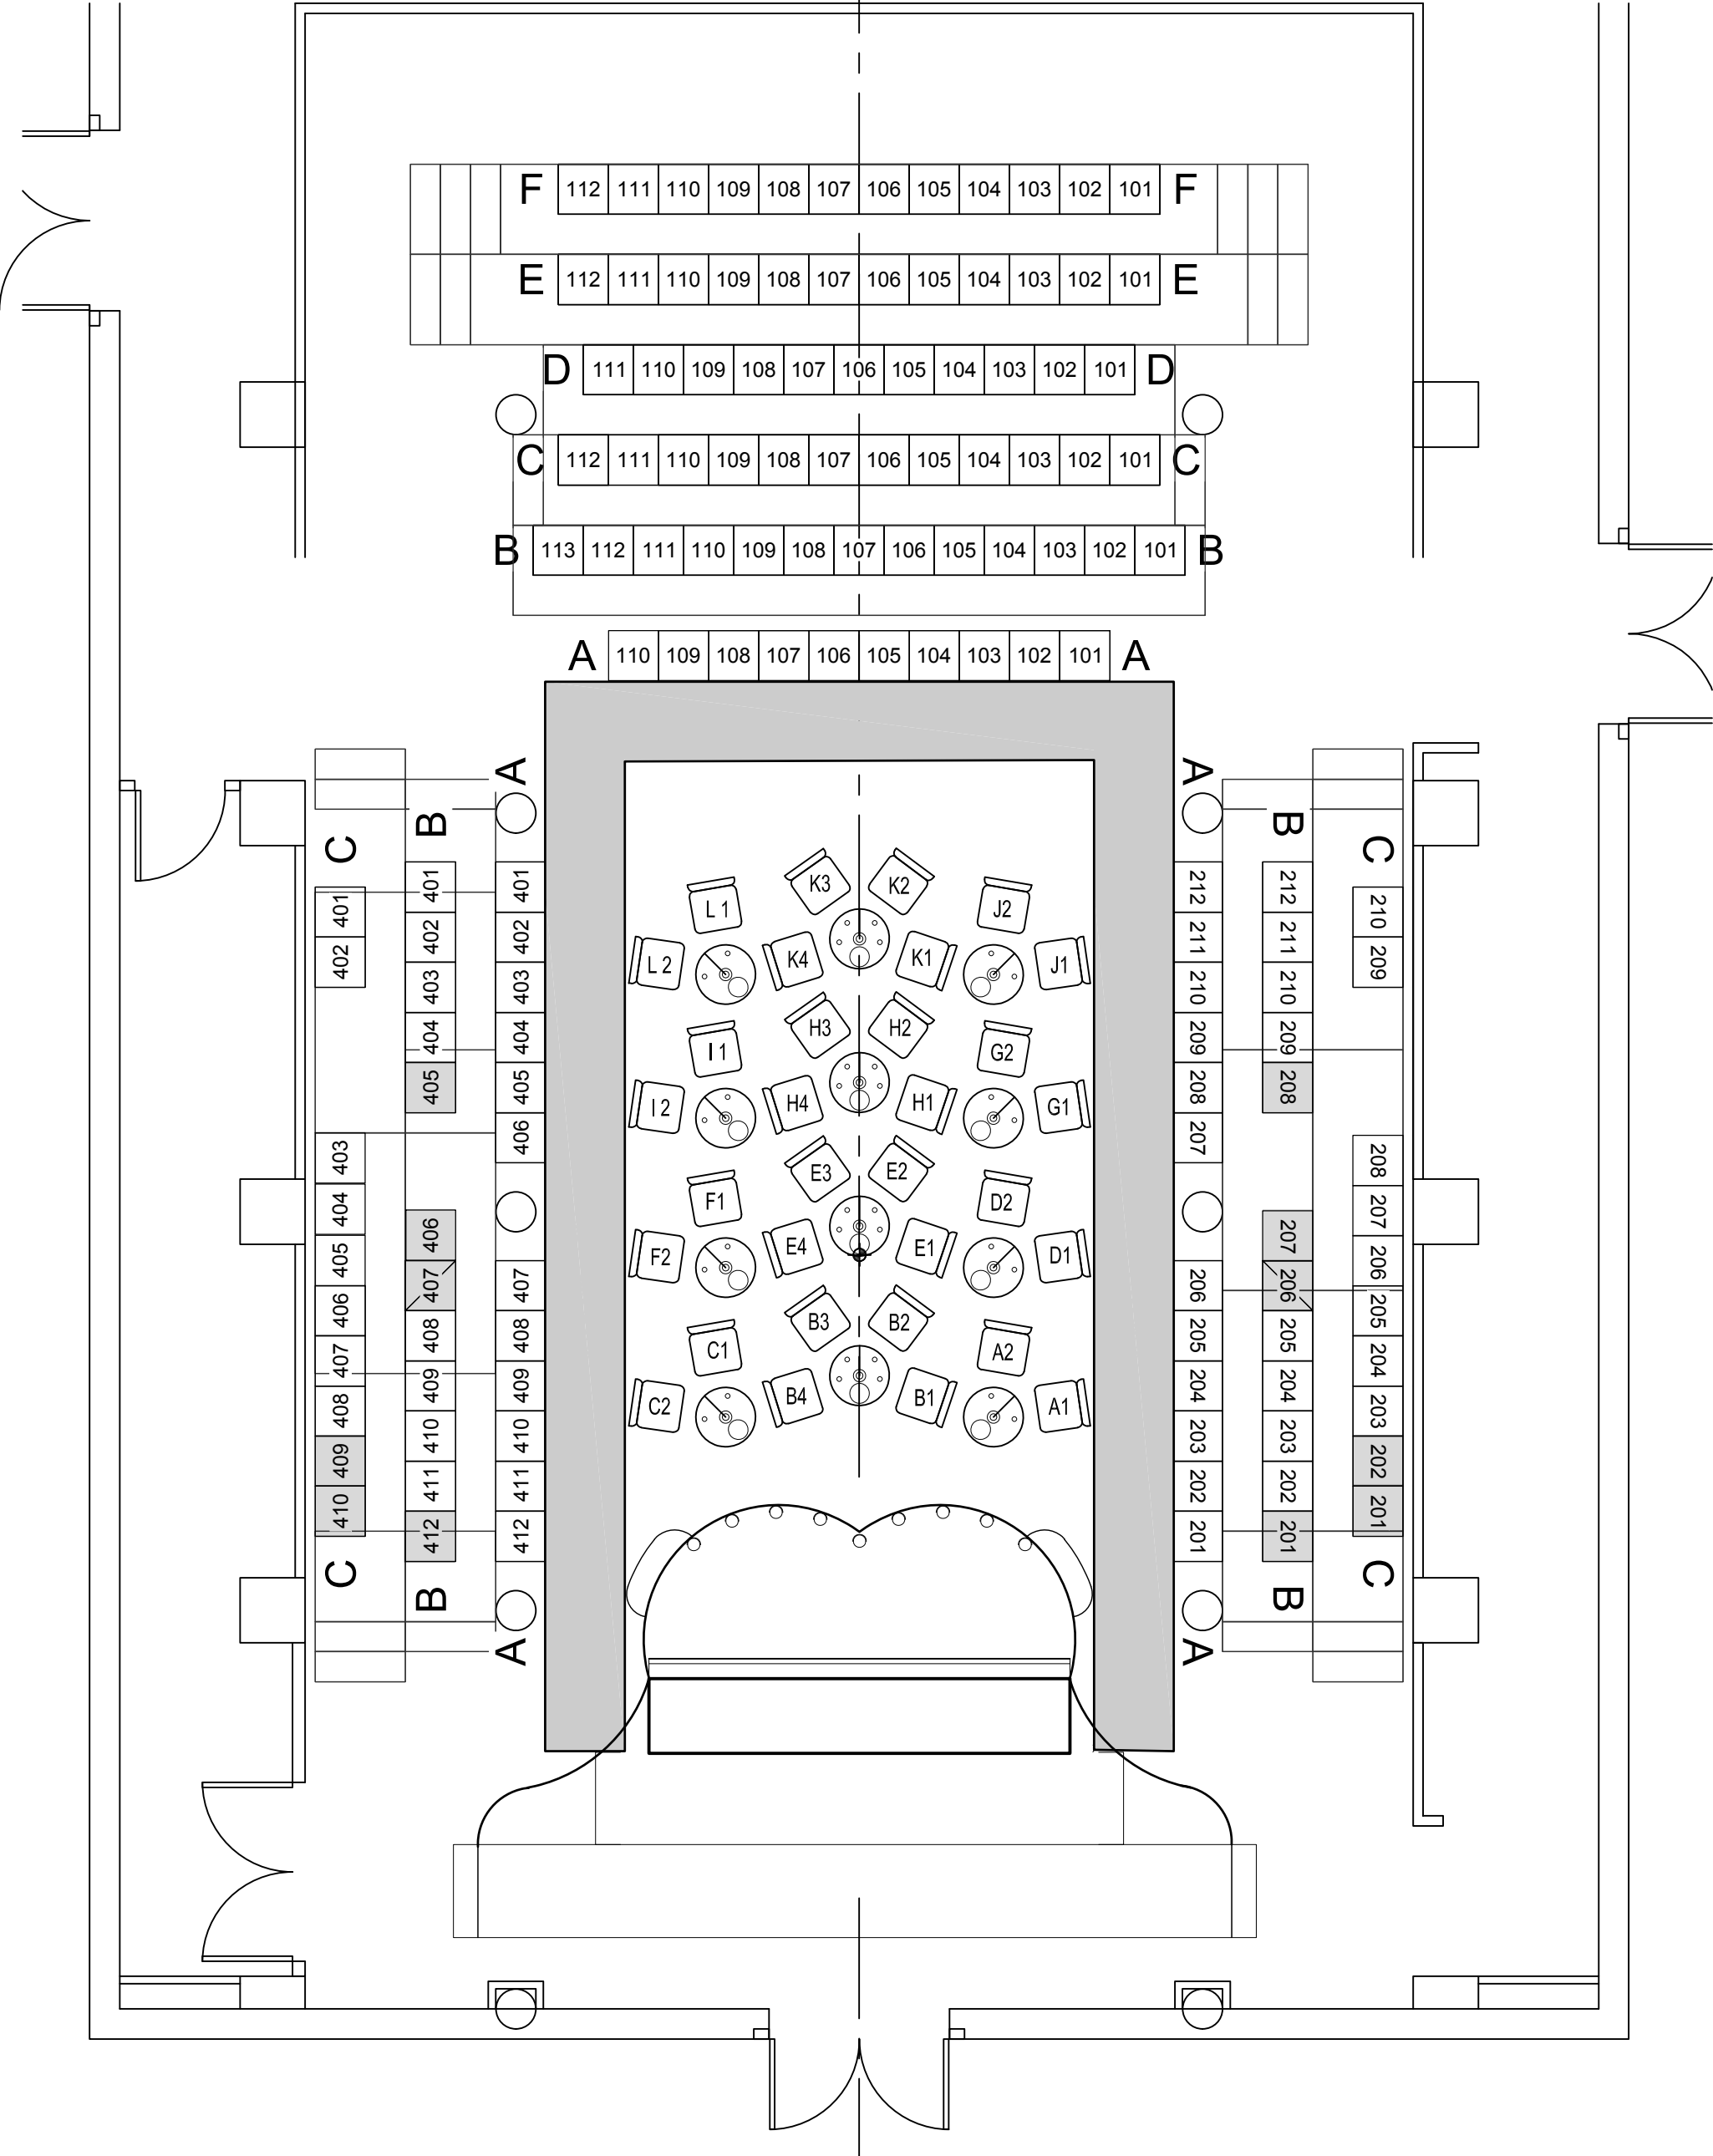 F 112 111 110 109 108 107 106 105 104 103 102 101 F
E 112 111 110 109 108 107 106 105 104 103 102 101 E
D 111 110 109 108 107 106 105 104 103 102 101 D
C 112 111 110 109 108 107 106 105 104 103 102 101 C
B 113 112 111 110 109 108 107 106 105 104 103 102 101 B
A 110 109 108 107 106 105 104 103 102 101 A
C 401 402 403 404 405 406 407 408 409 410 C
B 401 402 403 404 405 406 407 408 409 410 411 412 B
A 401 402 403 404 405 406 407 408 409 410 411 412 A
K3 K2
L 1 J2
L 2 K4 K1 J1
H3 H2
I 1 G2
I 2 H4 H1 G1
E3 E2
F1 D2
F2 E4 E1 D1
B3 B2
C1 A2
C2 B4 B1 A1
A 212 211 210 209 208 207 206 205 204 203 202 201 A
B 212 211 210 209 208 207 206 205 204 203 202 201 B
C 210 209 208 207 206 205 204 203 202 201 C